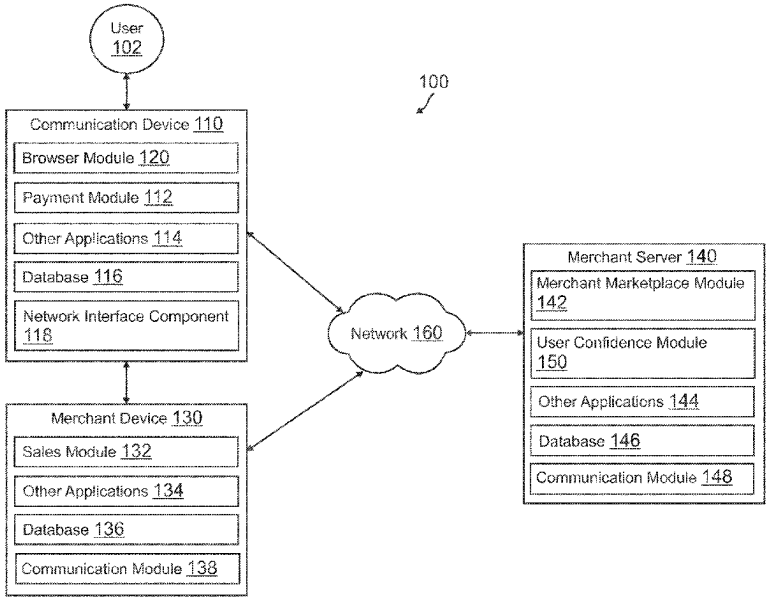 User
102
100
Communication Device 110
Browser Module 120
Payment Module 112
Other Applications 114
Database 116
Network Interface Component
118
Merchant Device 130
Sales Module 132
Other Applications 134
Database 136
Communication Module 138
Network 160
Merchant Server 140
Merchant Marketplace Module
142
User Confidence Module
150
Other Applications 144
Database 146
Communication Module 148